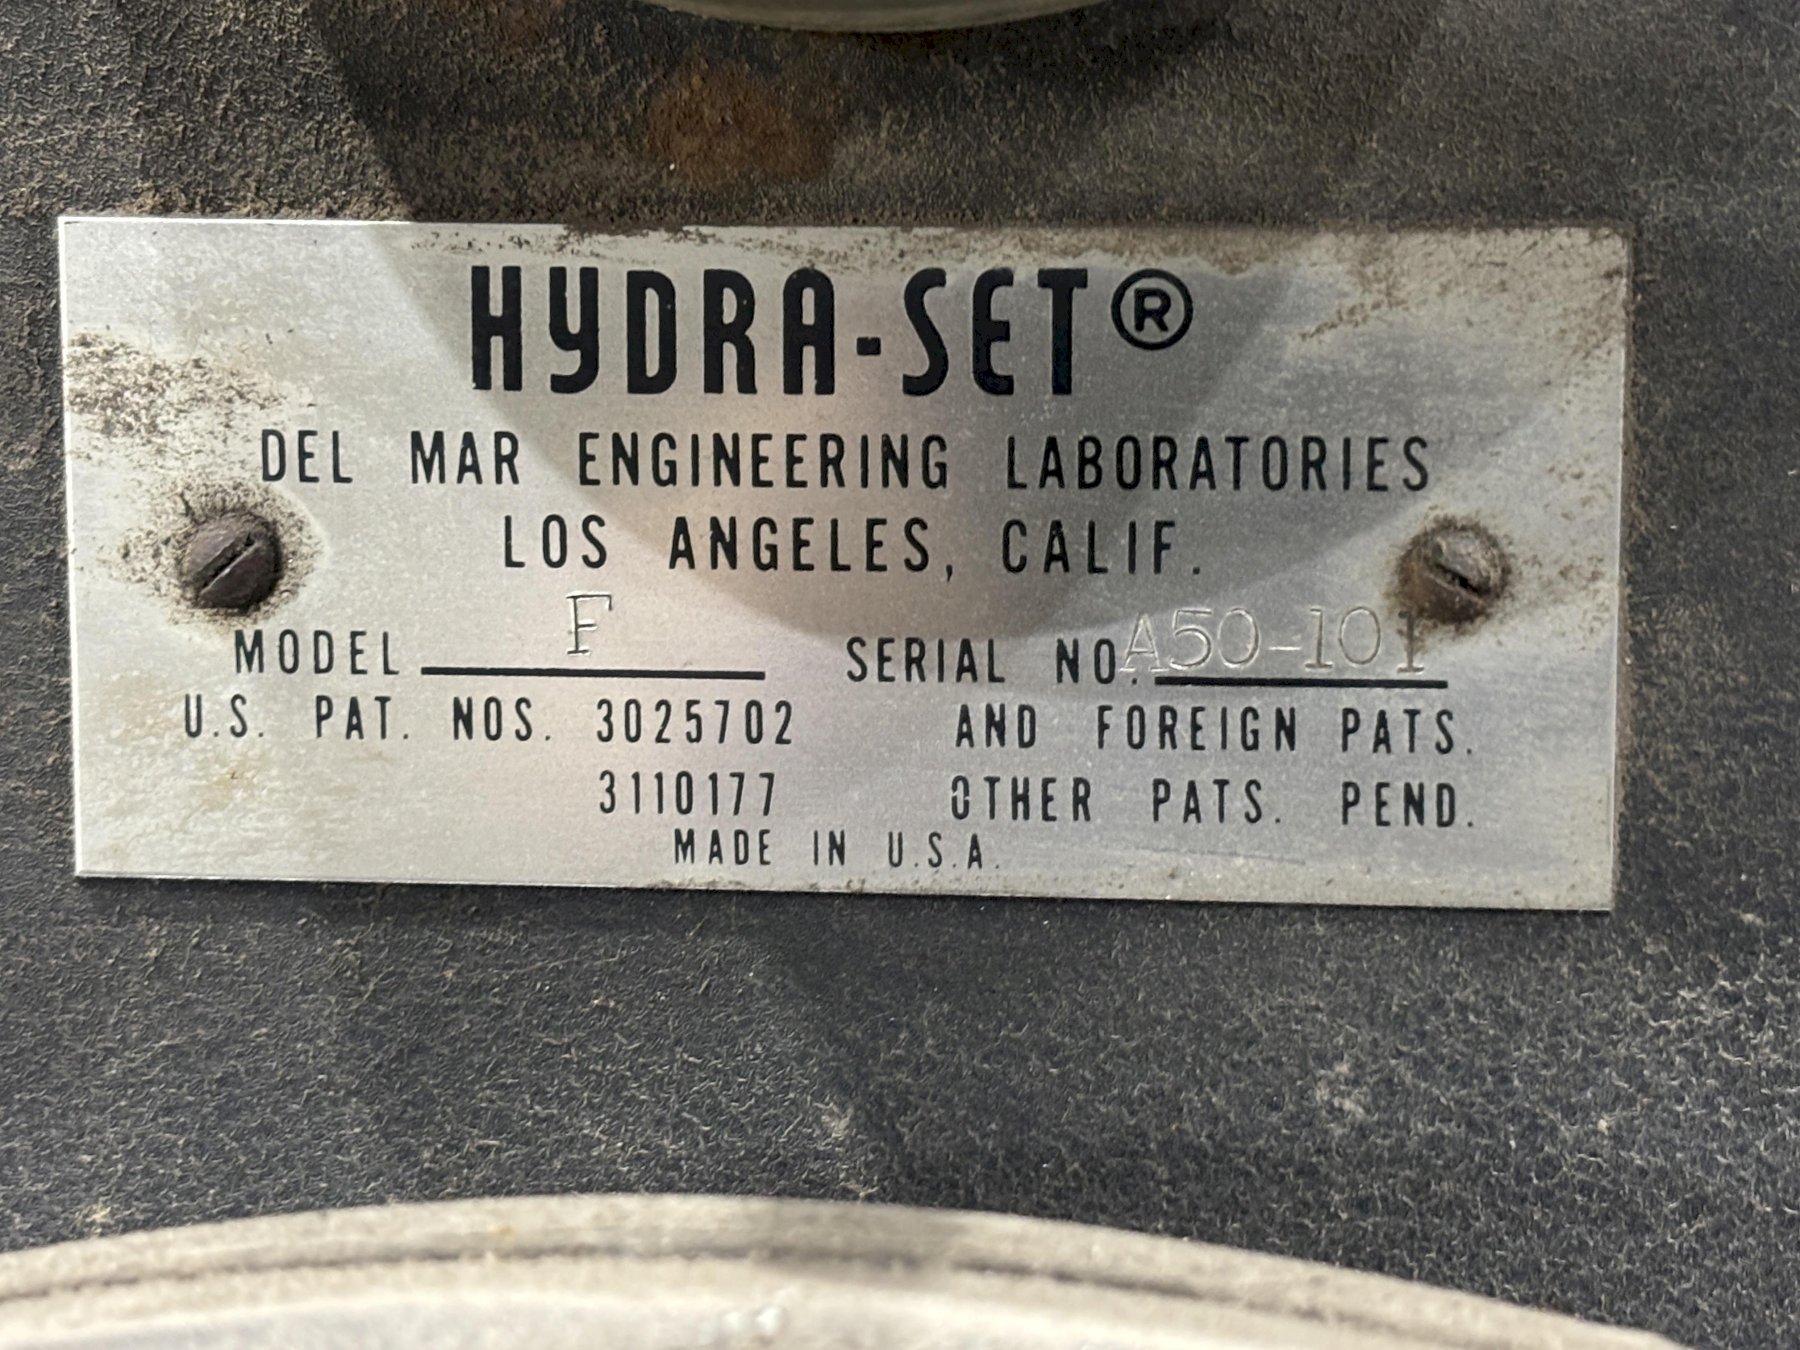 HYDRA-SET®
DEL MAR ENGINEERING LABORATORIES
LOS ANGELES, CALIF.
MODEL F SERIAL NO. A50-101
U.S. PAT. NOS. 3025702 AND FOREIGN PATS.
3110177 OTHER PATS. PEND.
MADE IN U.S.A.